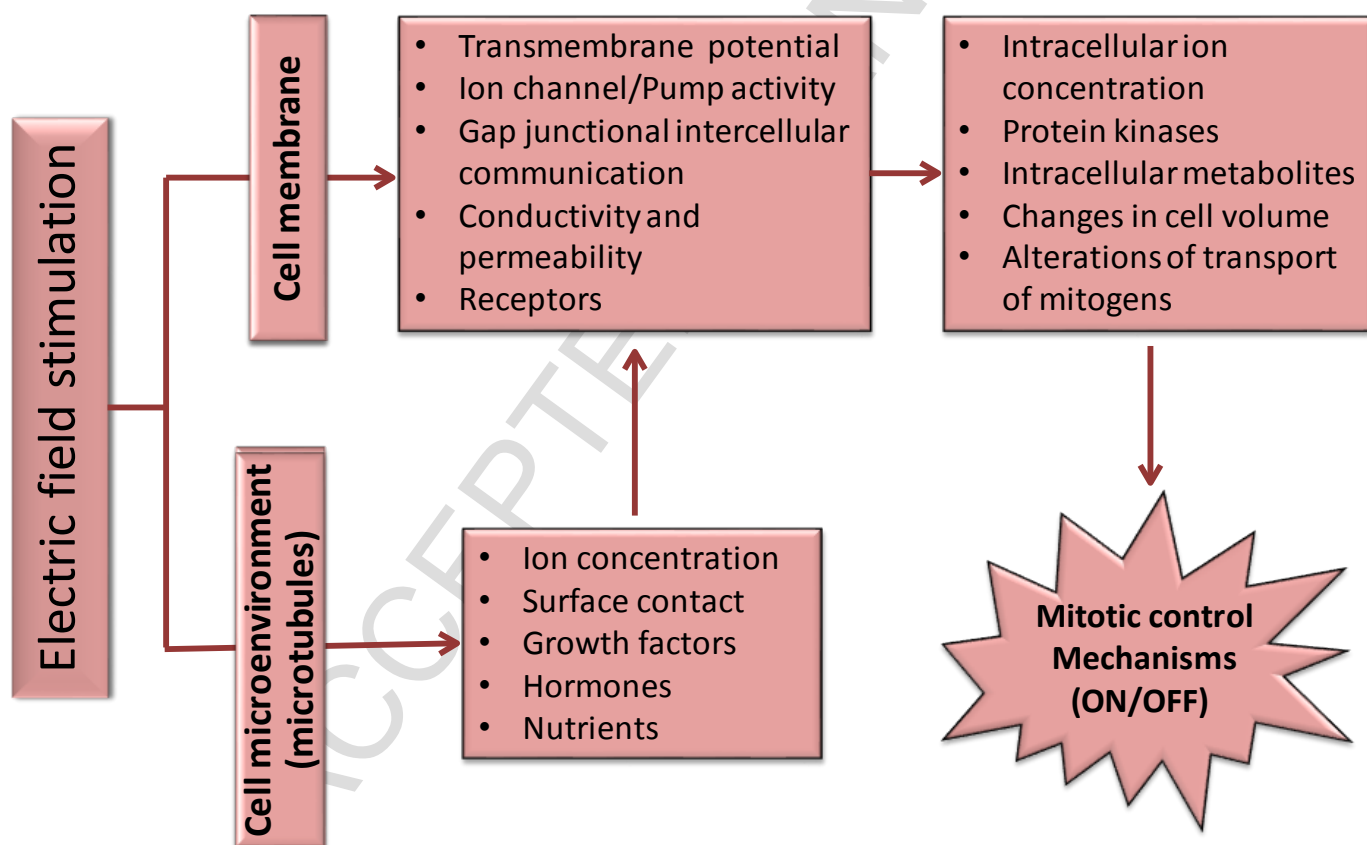 Electric field stimulation
Cell membrane
• Transmembrane potential
• Ion channel/Pump activity
• Gap junctional intercellular
communication
• Conductivity and
permeability
• Receptors
• Intracellular ion
concentration
• Protein kinases
• Intracellular metabolites
• Changes in cell volume
• Alterations of transport
of mitogens
Cell microenvironment
(microtubules)
• Ion concentration
• Surface contact
• Growth factors
• Hormones
• Nutrients
Mitotic control
Mechanisms
(ON/OFF)